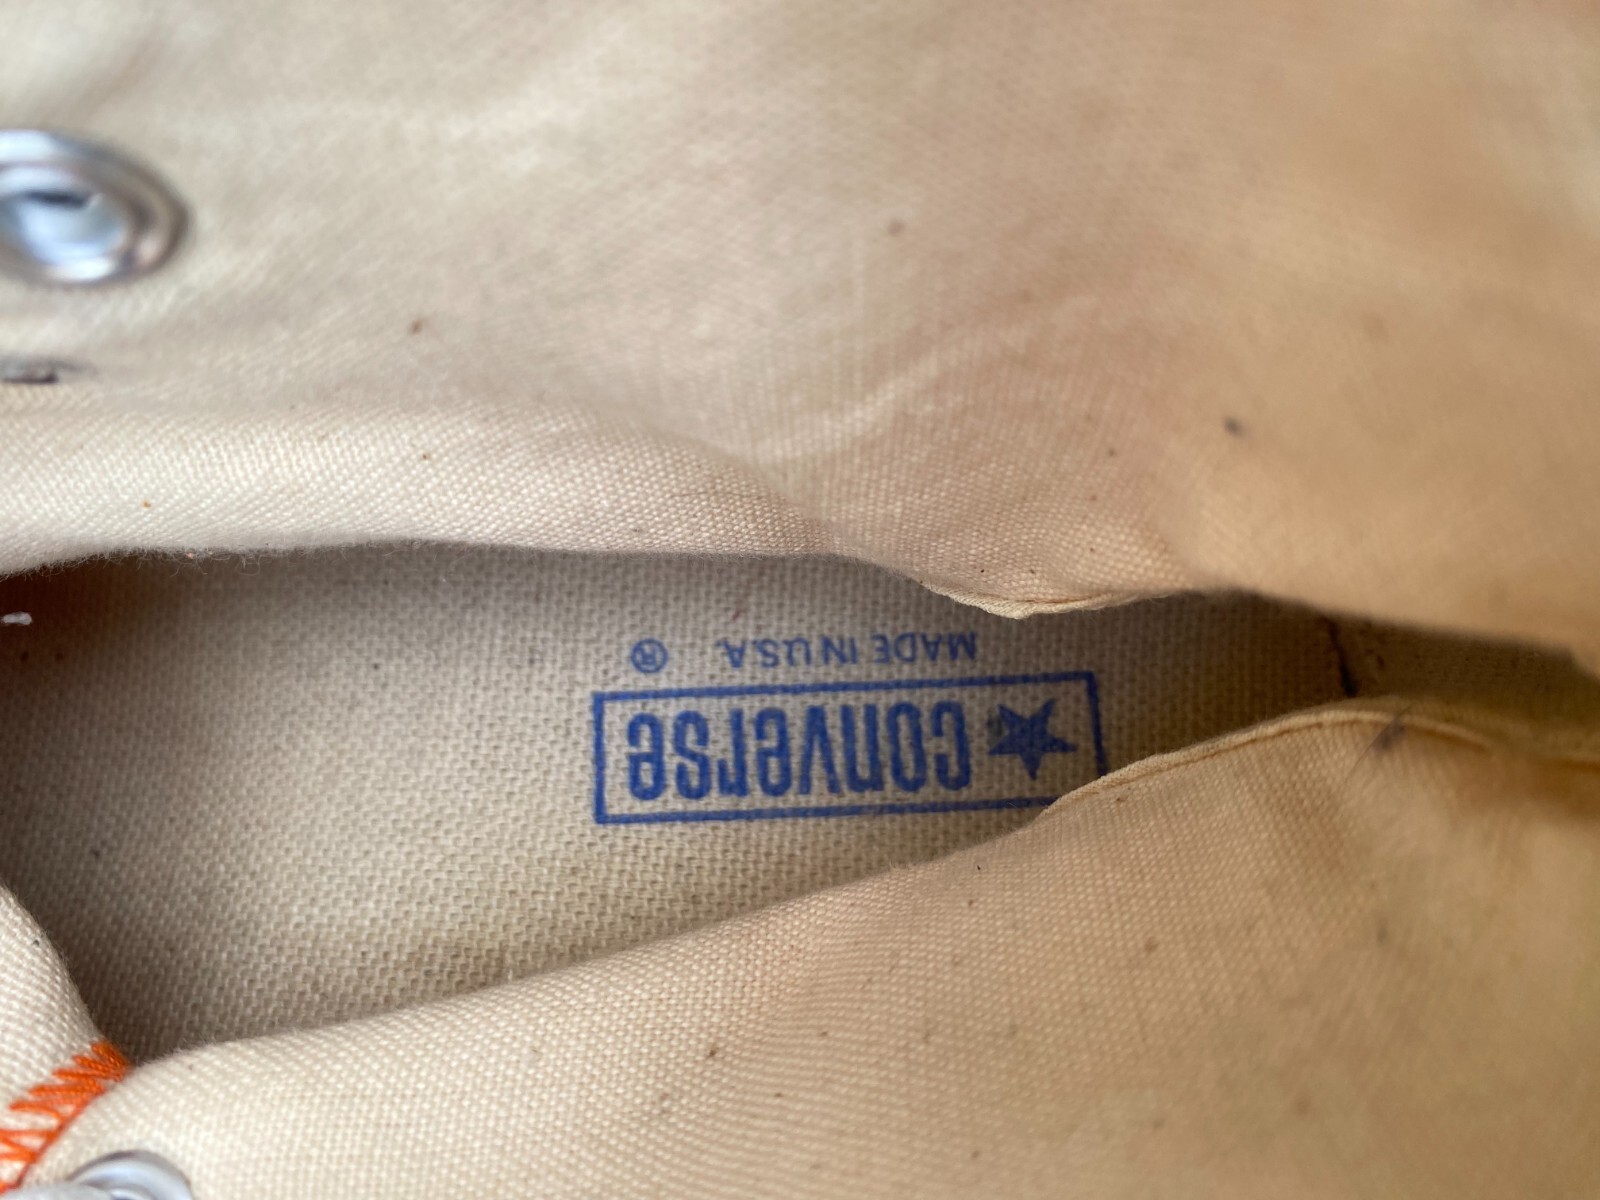 ★ converse
MADE IN U.S.A. ®